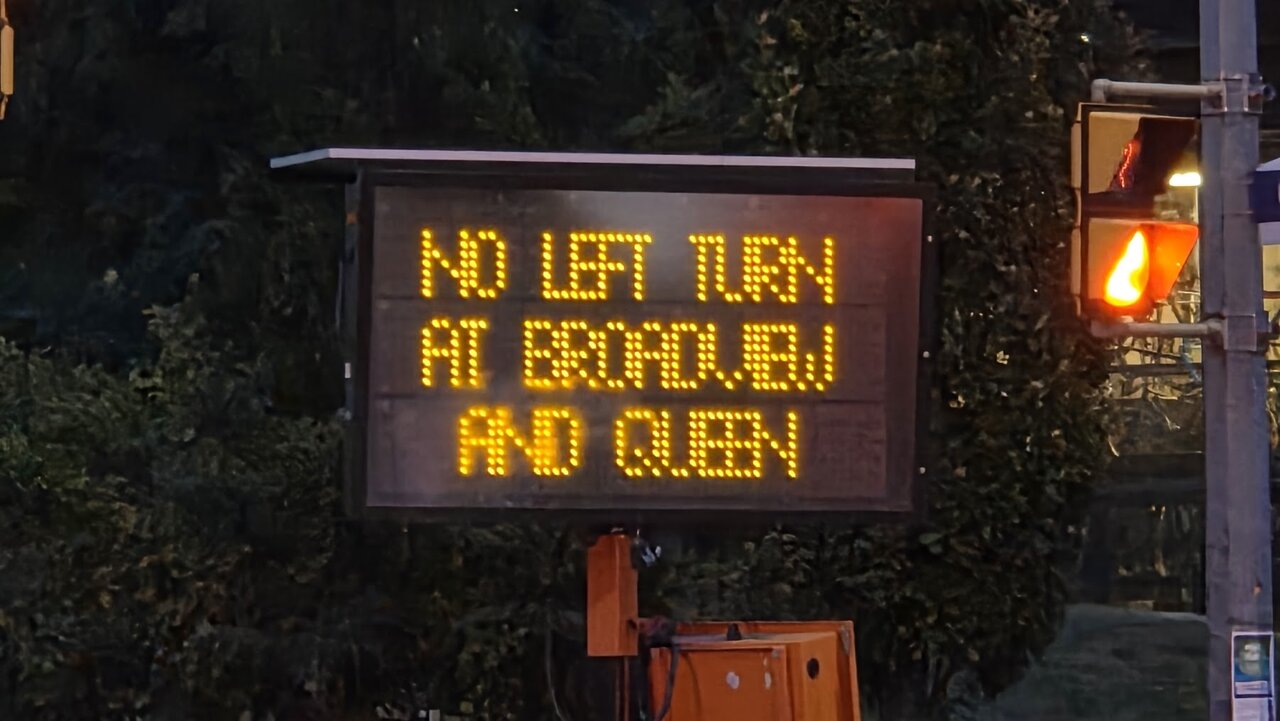 NO LEFT TURN
AT BROADVIEW
AND QUEEN